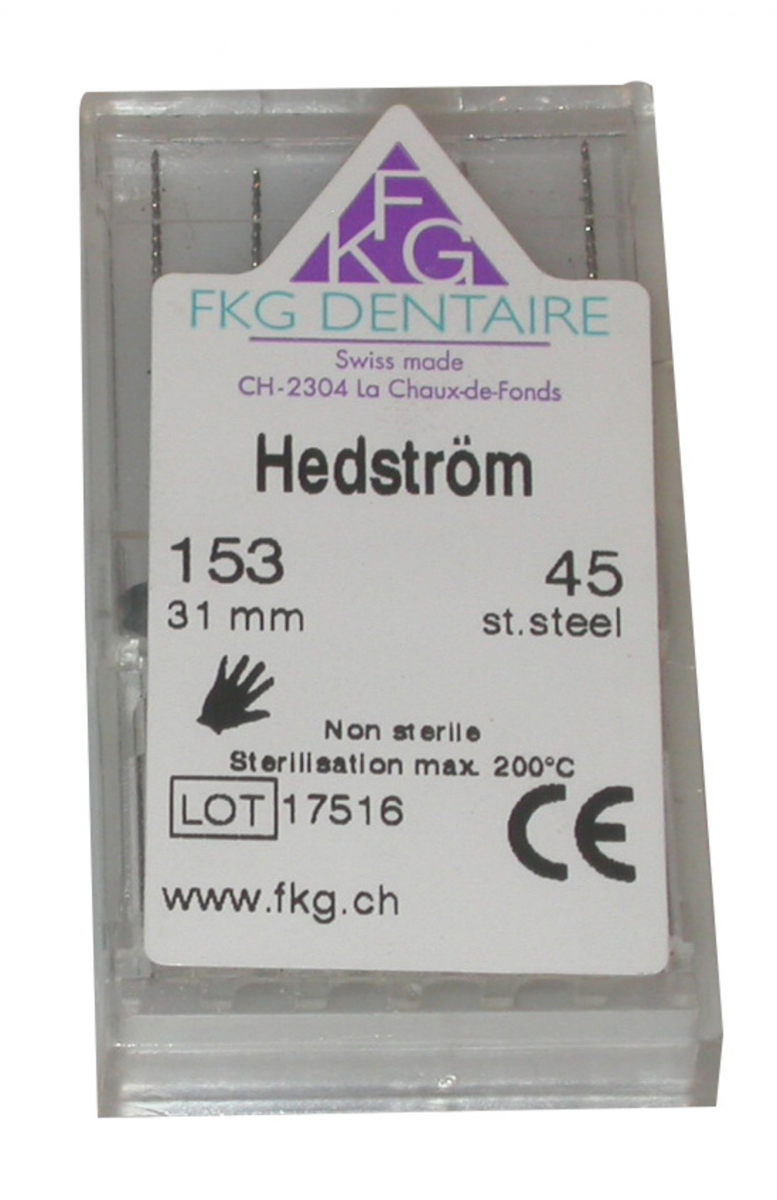 F
KG
FKG DENTAIRE
Swiss made
CH-2304 La Chaux-de-Fonds
Hedström
153 45
31 mm st.steel
Non sterile
Sterilisation max. 200°C
LOT 17516 CE
www.fkg.ch